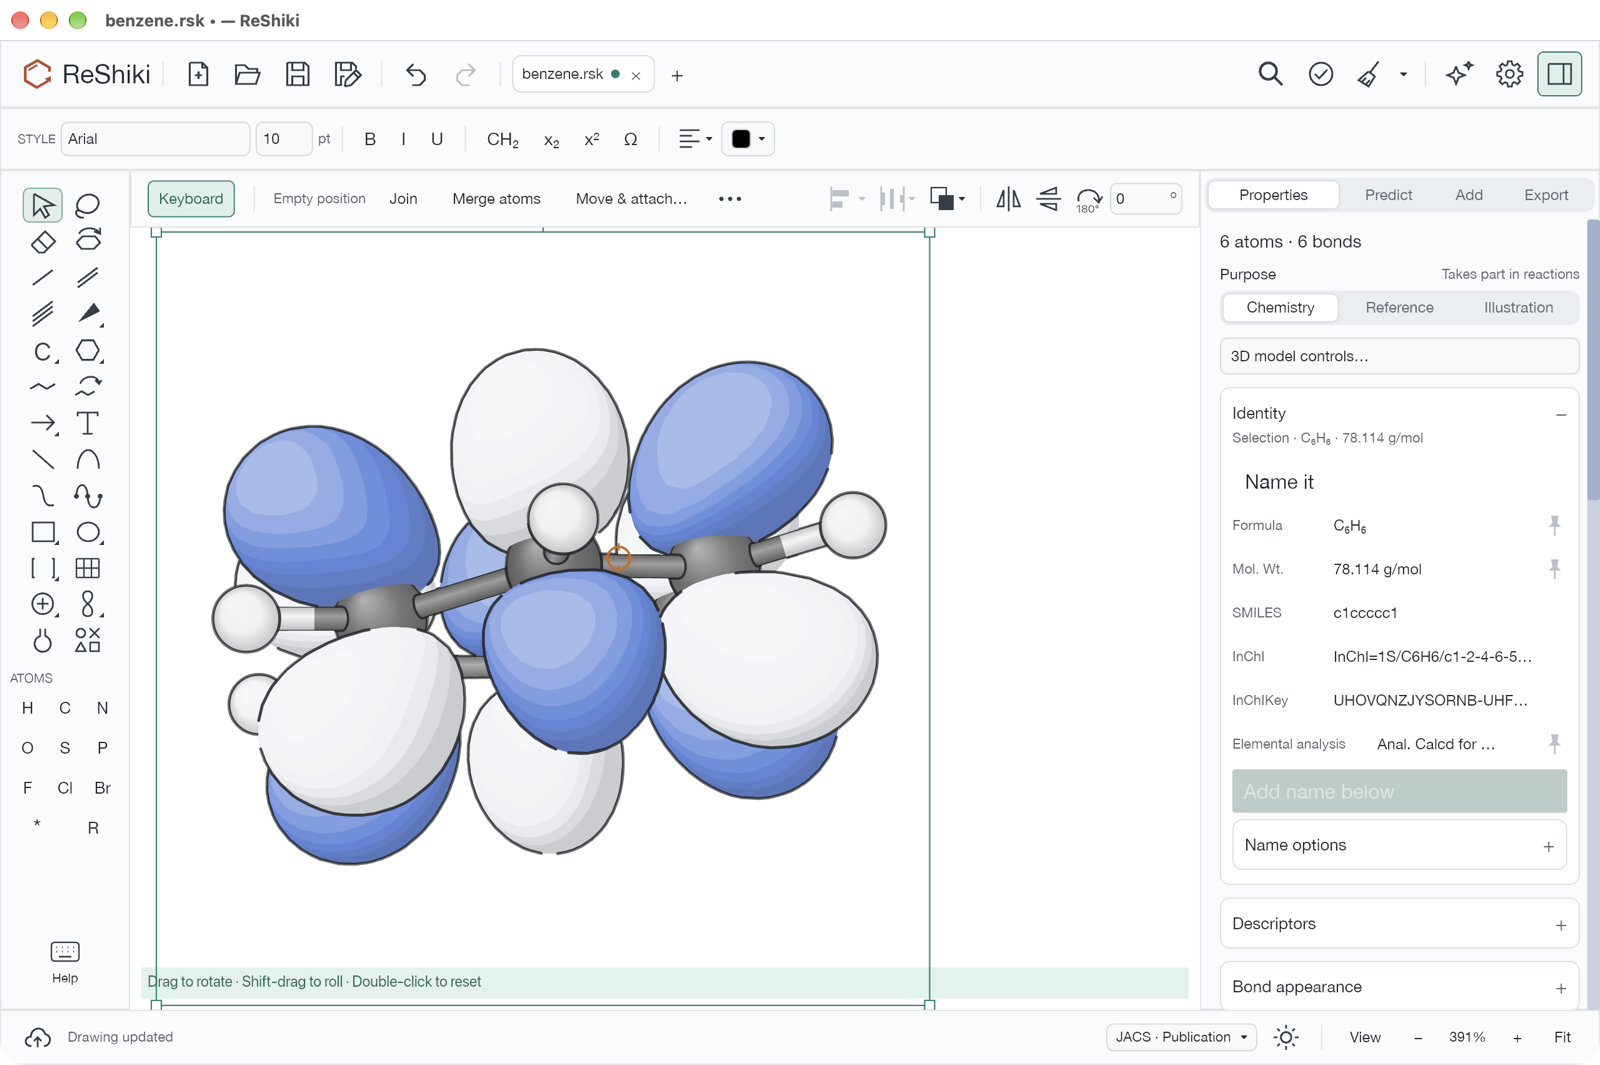 benzene.rsk • — ReShiki
ReShiki
benzene.rsk
STYLE Arial 10 pt B I U CH₂ x₂ x² Ω
Keyboard Empty position Join Merge atoms Move & attach… 180° 0 °
Properties Predict Add Export
6 atoms · 6 bonds
Purpose Takes part in reactions
Chemistry Reference Illustration
3D model controls…
Identity
Selection · C₆H₆ · 78.114 g/mol
Name it
Formula C₆H₆
Mol. Wt. 78.114 g/mol
SMILES c1ccccc1
InChI InChI=1S/C6H6/c1-2-4-6-5…
InChIKey UHOVQNZJYSORNB-UHF…
Elemental analysis Anal. Calcd for …
Add name below
Name options
Descriptors
Bond appearance
C
T
ATOMS
H C N
O S P
F Cl Br
* R
Help
Drag to rotate · Shift-drag to roll · Double-click to reset
Drawing updated
JACS · Publication
View − 391% + Fit